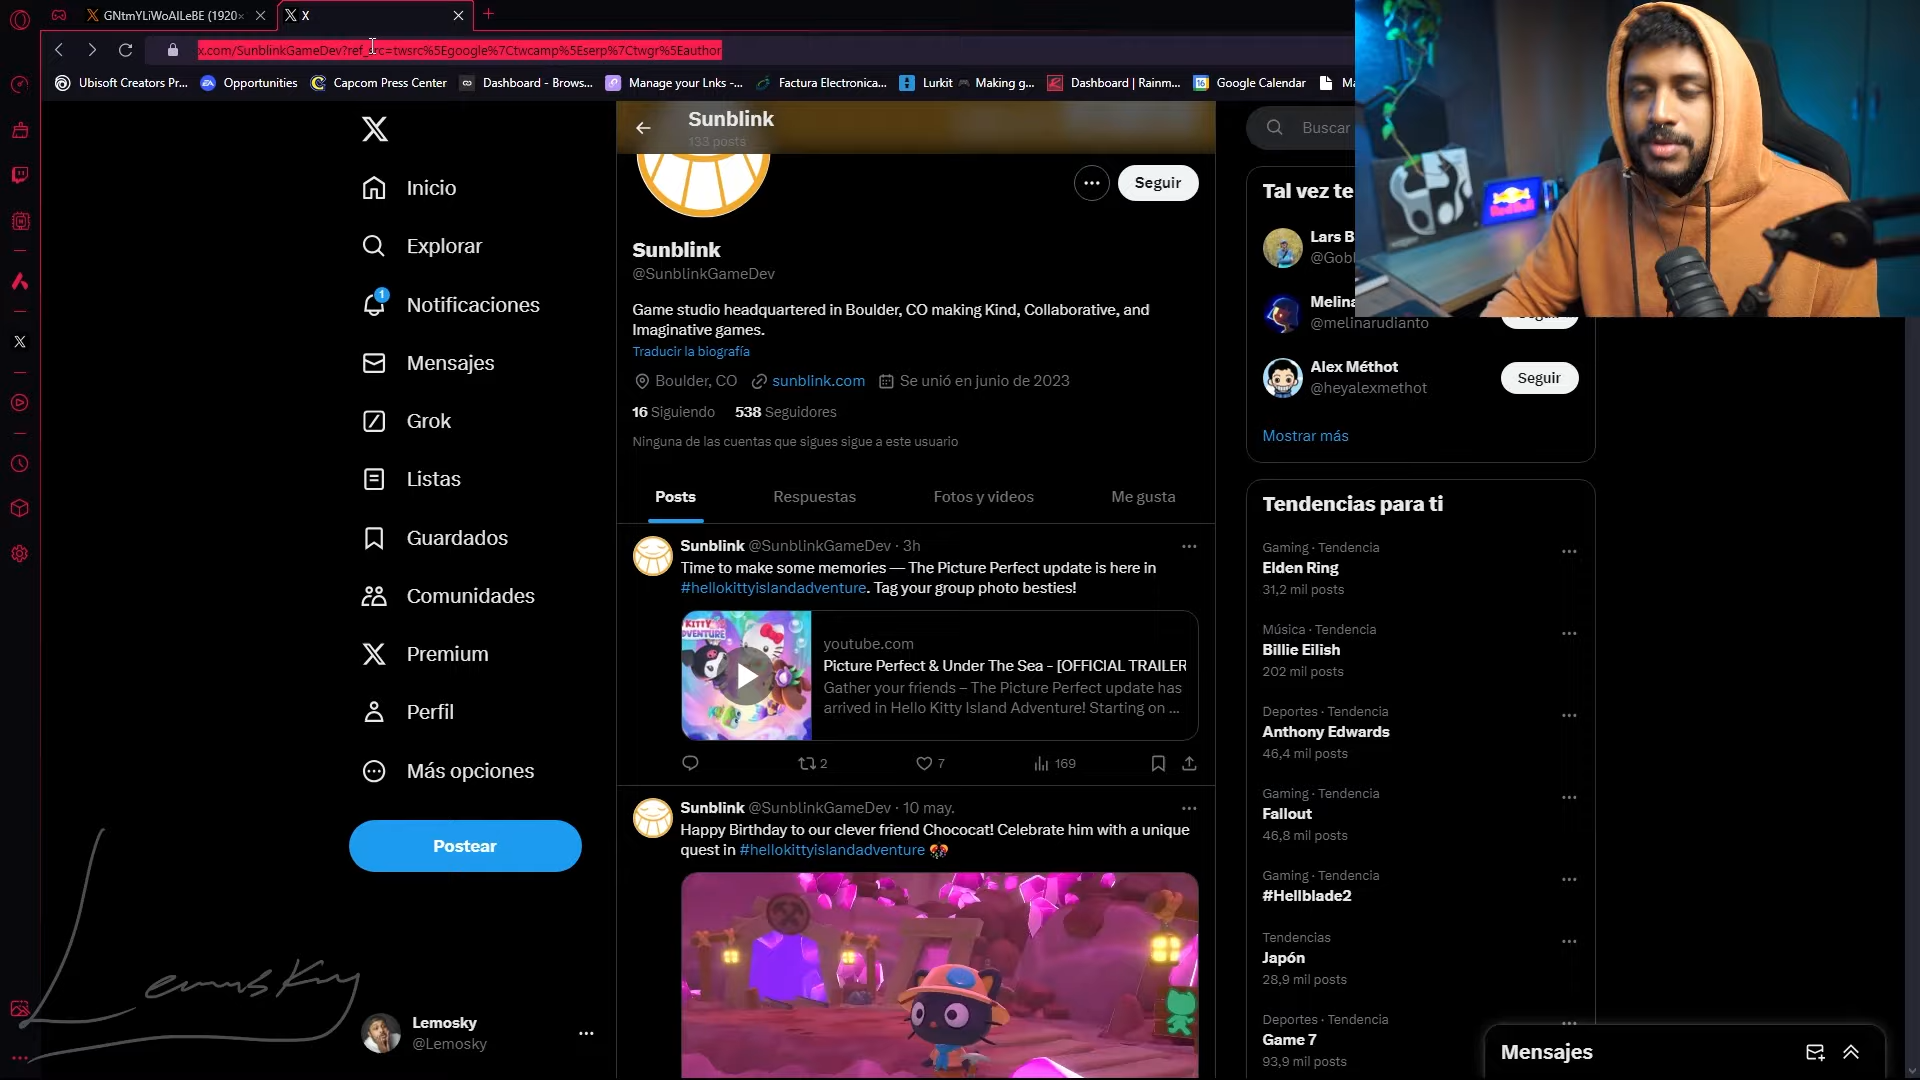 GNtmYLiWoAILeBE (1920×
X
x.com/SunblinkGameDev?ref_src=twsrc%5Egoogle%7Ctwcamp%5Eserp%7Ctwgr%5Eauthor
Ubisoft Creators Pr...
Opportunities
Capcom Press Center
Dashboard - Brows...
Manage your Lnks -...
Factura Electronica...
Lurkit
Making g...
Dashboard | Rainm...
Google Calendar
Inicio
Explorar
1
Notificaciones
Mensajes
Grok
Listas
Guardados
Comunidades
Premium
Perfil
Más opciones
Postear
Lemosky
Lemosky
@Lemosky
Sunblink
133 posts
Seguir
Sunblink
@SunblinkGameDev
Game studio headquartered in Boulder, CO making Kind, Collaborative, and
Imaginative games.
Traducir la biografía
Boulder, CO sunblink.com Se unió en junio de 2023
16 Siguiendo 538 Seguidores
Ninguna de las cuentas que sigues sigue a este usuario
Posts Respuestas Fotos y videos Me gusta
Sunblink @SunblinkGameDev · 3h
Time to make some memories — The Picture Perfect update is here in
#hellokittyislandadventure. Tag your group photo besties!
KITTY
youtube.com
Picture Perfect & Under The Sea - [OFFICIAL TRAILER
Gather your friends – The Picture Perfect update has
arrived in Hello Kitty Island Adventure! Starting on ...
2 7 169
Sunblink @SunblinkGameDev · 10 may.
Happy Birthday to our clever friend Chococat! Celebrate him with a unique
quest in #hellokittyislandadventure
Buscar
Tal vez te
Lars B
@Gobl
Melina
@melinarudianto
Alex Méthot
@heyalexmethot
Seguir
Mostrar más
Tendencias para ti
Gaming · Tendencia
Elden Ring
31,2 mil posts
Música · Tendencia
Billie Eilish
202 mil posts
Deportes · Tendencia
Anthony Edwards
46,4 mil posts
Gaming · Tendencia
Fallout
46,8 mil posts
Gaming · Tendencia
#Hellblade2
Tendencias
Japón
28,9 mil posts
Deportes · Tendencia
Game 7
93,9 mil posts
Mensajes
Red Bull